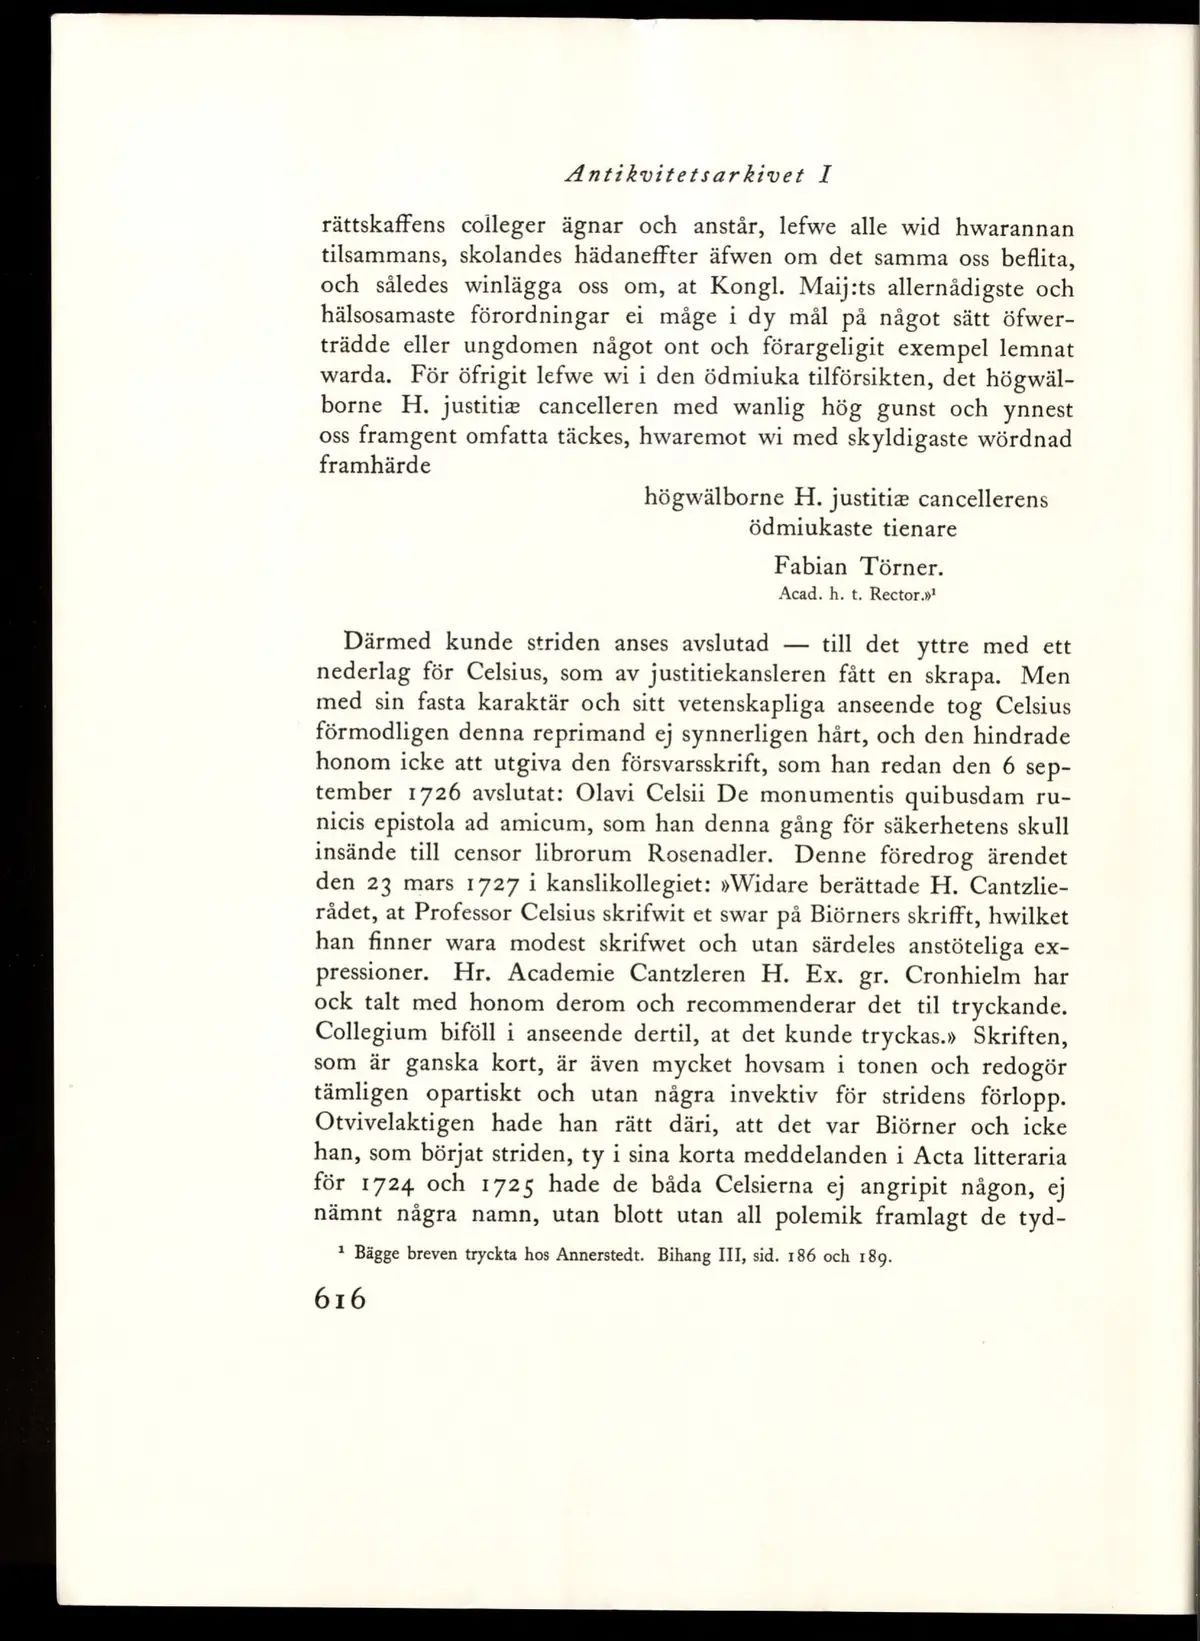 Antikvitetsarkivet I
rättskaffens colleger ägnar och anstår, lefwe alle wid hwarannan
tilsammans, skolandes hädaneffter äfwen om det samma oss beflita,
och således winlägga oss om, at Kongl. Maij:ts allernådigste och
hälsosamaste förordningar ei måge i dy mål på något sätt öfwer-
trädde eller ungdomen något ont och förargeligit exempel lemnat
warda. För öfrigit lefwe wi i den ödmiuka tilförsikten, det högwäl-
borne H. justitiæ cancelleren med wanlig hög gunst och ynnest
oss framgent omfatta täckes, hwaremot wi med skyldigaste wördnad
framhärde
högwälborne H. justitiæ cancellerens
ödmiukaste tienare
Fabian Törner.
Acad. h. t. Rector.»¹
Därmed kunde striden anses avslutad — till det yttre med ett
nederlag för Celsius, som av justitiekansleren fått en skrapa. Men
med sin fasta karaktär och sitt vetenskapliga anseende tog Celsius
förmodligen denna reprimand ej synnerligen hårt, och den hindrade
honom icke att utgiva den försvarsskrift, som han redan den 6 sep-
tember 1726 avslutat: Olavi Celsii De monumentis quibusdam ru-
nicis epistola ad amicum, som han denna gång för säkerhetens skull
insände till censor librorum Rosenadler. Denne föredrog ärendet
den 23 mars 1727 i kanslikollegiet: »Widare berättade H. Cantzlie-
rådet, at Professor Celsius skrifwit et swar på Biörners skrifft, hwilket
han finner wara modest skrifwet och utan särdeles anstöteliga ex-
pressioner. Hr. Academie Cantzleren H. Ex. gr. Cronhielm har
ock talt med honom derom och recommenderar det til tryckande.
Collegium biföll i anseende dertil, at det kunde tryckas.» Skriften,
som är ganska kort, är även mycket hovsam i tonen och redogör
tämligen opartiskt och utan några invektiv för stridens förlopp.
Otvivelaktigen hade han rätt däri, att det var Biörner och icke
han, som börjat striden, ty i sina korta meddelanden i Acta litteraria
för 1724 och 1725 hade de båda Celsierna ej angripit någon, ej
nämnt några namn, utan blott utan all polemik framlagt de tyd-
¹ Bägge breven tryckta hos Annerstedt. Bihang III, sid. 186 och 189.
616